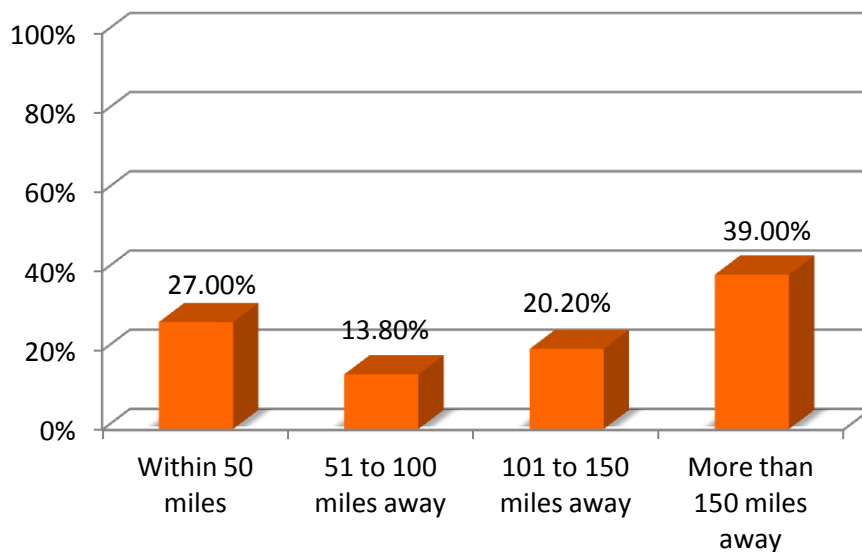 100%
80%
60%
40%
20%
0%
27.00%
13.80%
20.20%
39.00%
Within 50
miles
51 to 100
miles away
101 to 150
miles away
More than
150 miles
away